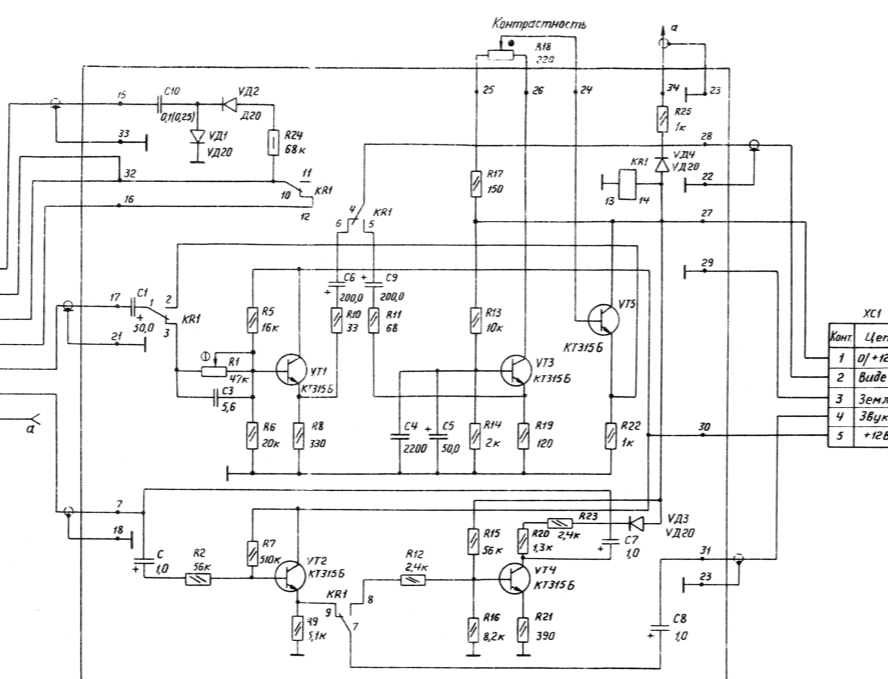 Контрастность
R18
220
а
25
26
24
34
23
15
C10
0,1(0,25)
VД2
Д20
VД1
VД20
R24
68к
33
32
11
10
KR1
12
16
R25
1к
28
VД4
VД20
KR1
13
14
22
27
R17
150
4
KR1
6
5
29
C6
+
200,0
C9
+
200,0
17
C1
+
50,0
1
2
KR1
3
21
R5
16к
R10
33
R11
68
R13
10к
VT5
КТ315Б
R1
47к
VT1
КТ315Б
VT3
КТ315Б
C3
5,6
R6
20к
R8
330
C4
2200
C5
+
50,0
R14
2к
R19
120
R22
1к
30
ХС1
Конт.
Цеп
1
0/+12
2
Виде
3
Земл
4
Звук
5
+12В
а
7
18
C
+
1,0
R2
56к
R7
510к
VT2
КТ315Б
R9
5,1к
KR1
9
8
7
R12
2,4к
R15
56к
R20
1,3к
R23
2,4к
VД3
VД20
C7
+
1,0
VT4
КТ315Б
R16
8,2к
R21
390
31
23
C8
+
1,0